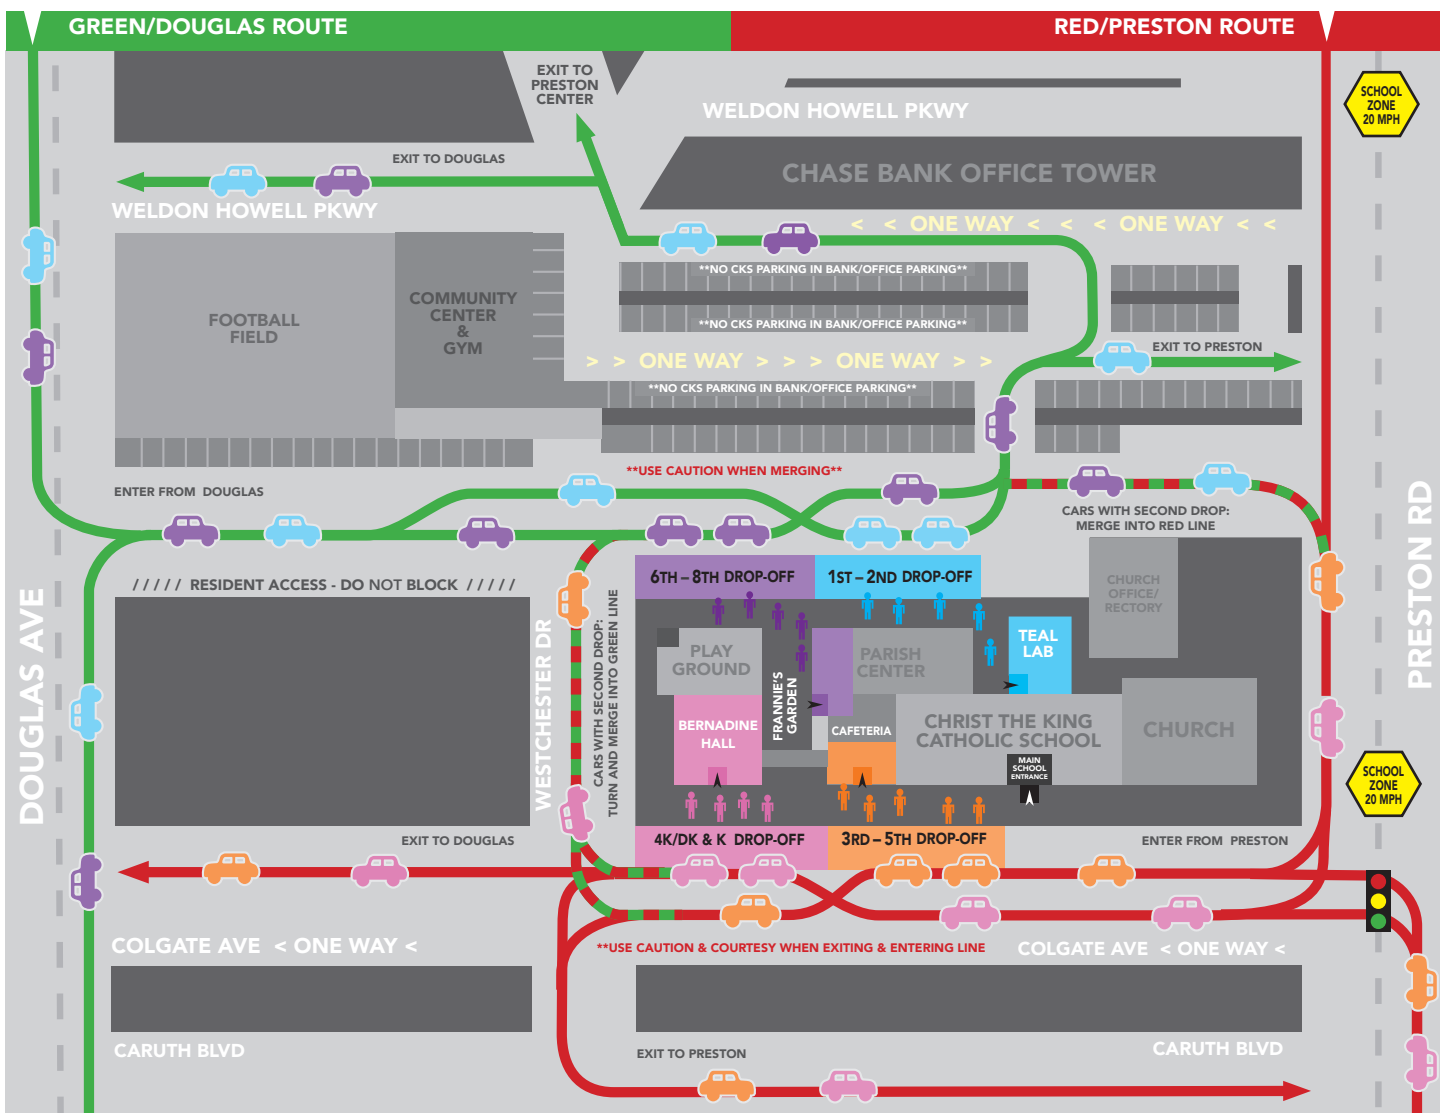 GREEN/DOUGLAS ROUTE
RED/PRESTON ROUTE
EXIT TO
PRESTON
CENTER
WELDON HOWELL PKWY
SCHOOL
ZONE
20 MPH
EXIT TO DOUGLAS
CHASE BANK OFFICE TOWER
WELDON HOWELL PKWY
< < ONE WAY < < < ONE WAY < <
**NO CKS PARKING IN BANK/OFFICE PARKING**
COMMUNITY
CENTER
&
GYM
FOOTBALL
FIELD
**NO CKS PARKING IN BANK/OFFICE PARKING**
> > ONE WAY > > > ONE WAY > >
EXIT TO PRESTON
**NO CKS PARKING IN BANK/OFFICE PARKING**
**USE CAUTION WHEN MERGING**
ENTER FROM DOUGLAS
CARS WITH SECOND DROP:
MERGE INTO RED LINE
PRESTON RD
DOUGLAS AVE
///// RESIDENT ACCESS - DO NOT BLOCK /////
WESTCHESTER DR
CARS WITH SECOND DROP:
TURN AND MERGE INTO GREEN LINE
6TH – 8TH DROP-OFF
1ST – 2ND DROP-OFF
CHURCH
OFFICE/
RECTORY
TEAL
LAB
PLAY
GROUND
PARISH
CENTER
FRANNIE'S
GARDEN
BERNADINE
HALL
CAFETERIA
CHRIST THE KING
CATHOLIC SCHOOL
CHURCH
MAIN
SCHOOL
ENTRANCE
SCHOOL
ZONE
20 MPH
EXIT TO DOUGLAS
4K/DK & K DROP-OFF
3RD – 5TH DROP-OFF
ENTER FROM PRESTON
COLGATE AVE < ONE WAY <
**USE CAUTION & COURTESY WHEN EXITING & ENTERING LINE
COLGATE AVE < ONE WAY <
CARUTH BLVD
EXIT TO PRESTON
CARUTH BLVD